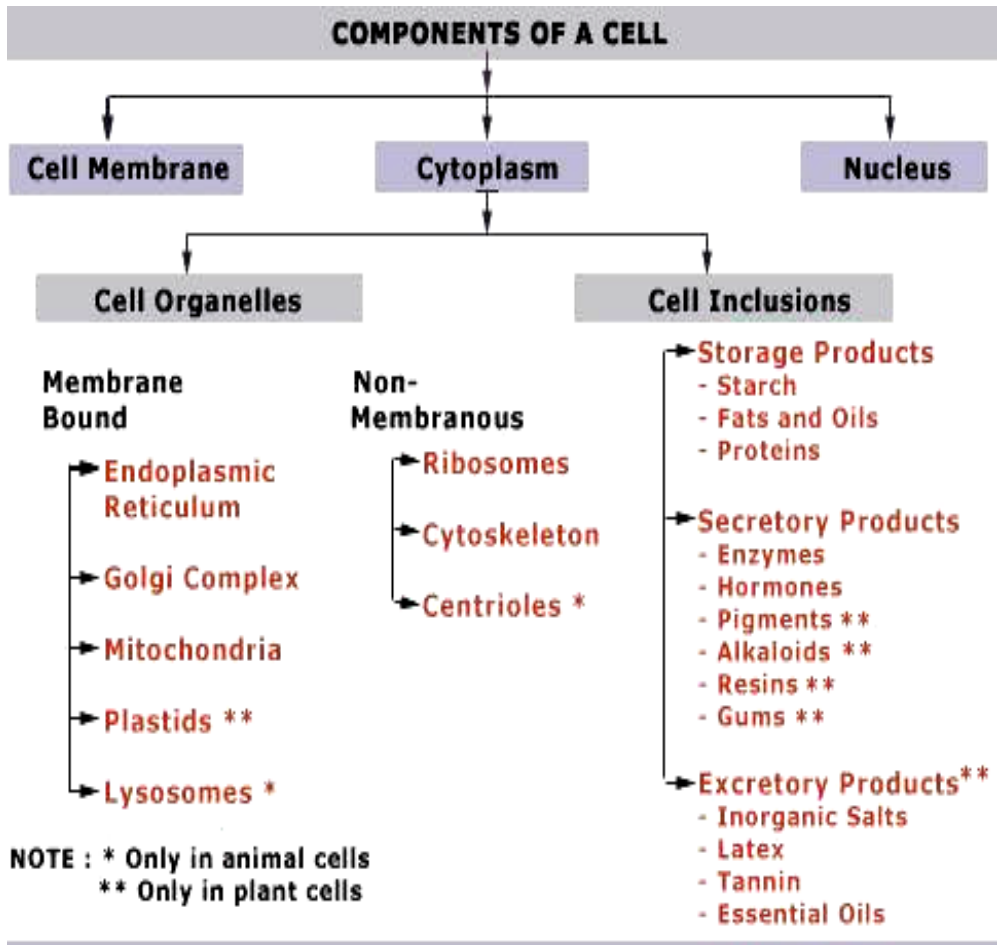 COMPONENTS OF A CELL
Cell Membrane
Cytoplasm
Nucleus
Cell Organelles
Cell Inclusions
Membrane
Bound
Endoplasmic
Reticulum
Golgi Complex
Mitochondria
Plastids **
Lysosomes *
Non-
Membranous
Ribosomes
Cytoskeleton
Centrioles *
Storage Products
- Starch
- Fats and Oils
- Proteins
Secretory Products
- Enzymes
- Hormones
- Pigments **
- Alkaloids **
- Resins **
- Gums **
Excretory Products**
- Inorganic Salts
- Latex
- Tannin
- Essential Oils
NOTE : * Only in animal cells
** Only in plant cells